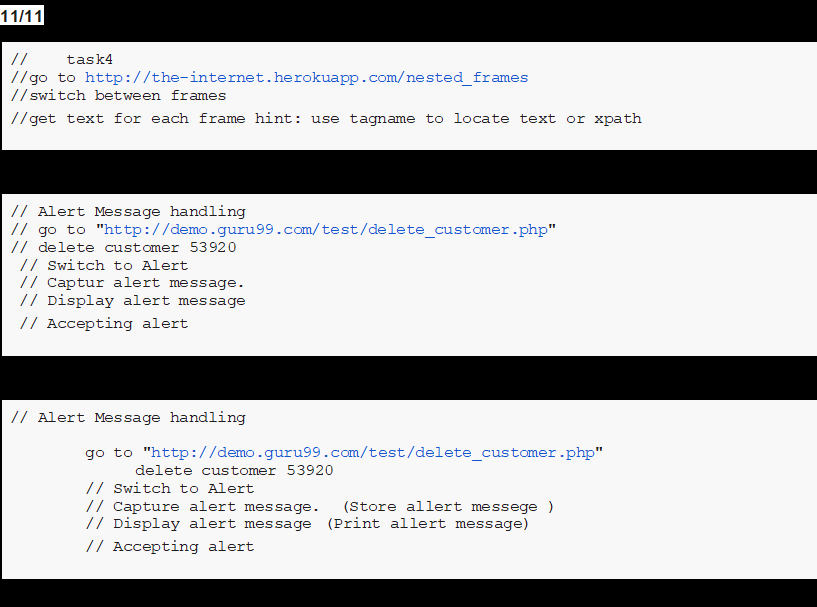 11/11
//    task4
//go to http://the-internet.herokuapp.com/nested_frames
//switch between frames
//get text for each frame hint: use tagname to locate text or xpath
// Alert Message handling
// go to "http://demo.guru99.com/test/delete_customer.php"
// delete customer 53920
// Switch to Alert
// Captur alert message.
// Display alert message
// Accepting alert
// Alert Message handling
go to "http://demo.guru99.com/test/delete_customer.php"
delete customer 53920
// Switch to Alert
// Capture alert message.  (Store allert messege )
// Display alert message (Print allert message)
// Accepting alert